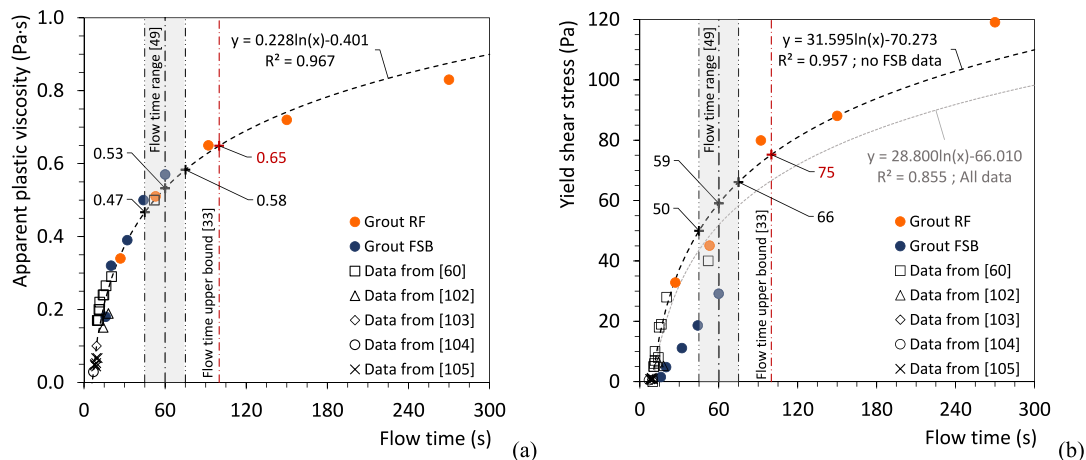 Apparent plastic viscosity (Pa·s)
1.0
0.8
0.6
0.4
0.2
0.0
0
60
120
180
240
300
Flow time (s)
Flow time range [49]
Flow time upper bound [33]
y = 0.228ln(x)-0.401
R² = 0.967
0.53
0.47
0.65
0.58
Grout RF
Grout FSB
Data from [60]
Data from [102]
Data from [103]
Data from [104]
Data from [105]
(a)
Yield shear stress (Pa)
120
100
80
60
40
20
0
0
60
120
180
240
300
Flow time (s)
Flow time range [49]
Flow time upper bound [33]
y = 31.595ln(x)-70.273
R² = 0.957 ; no FSB data
y = 28.800ln(x)-66.010
R² = 0.855 ; All data
59
50
75
66
Grout RF
Grout FSB
Data from [60]
Data from [102]
Data from [103]
Data from [104]
Data from [105]
(b)